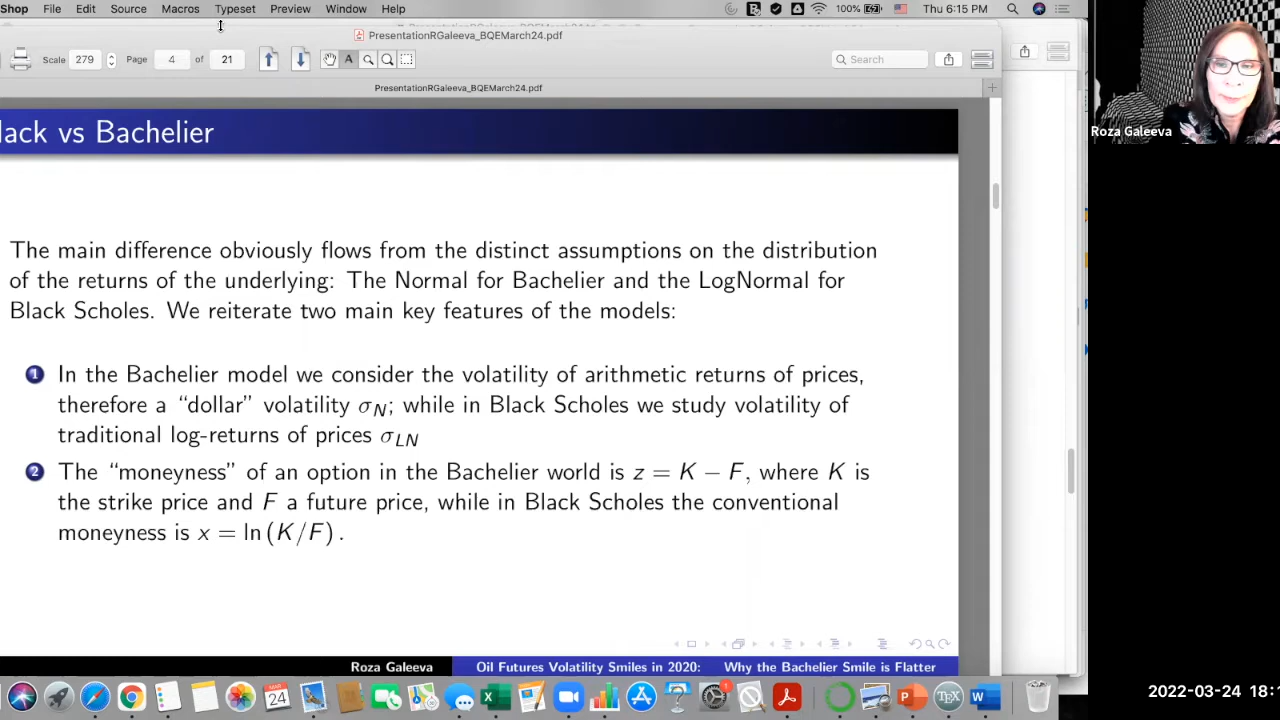 Shop File Edit Source Macros Typeset Preview Window Help 100% Thu 6:15 PM
PresentationRGaleeva_BQEMarch24.pdf
Scale 279 Page 4 of 21 A Search
PresentationRGaleeva_BQEMarch24.pdf
Roza Galeeva
lack vs Bachelier
The main difference obviously flows from the distinct assumptions on the distribution
of the returns of the underlying: The Normal for Bachelier and the LogNormal for
Black Scholes. We reiterate two main key features of the models:
1 In the Bachelier model we consider the volatility of arithmetic returns of prices,
therefore a “dollar” volatility σN; while in Black Scholes we study volatility of
traditional log-returns of prices σLN
2 The “moneyness” of an option in the Bachelier world is z = K − F, where K is
the strike price and F a future price, while in Black Scholes the conventional
moneyness is x = ln (K/F) .
Roza Galeeva Oil Futures Volatility Smiles in 2020: Why the Bachelier Smile is Flatter
MAR 24 TEX W
2022-03-24 18:1